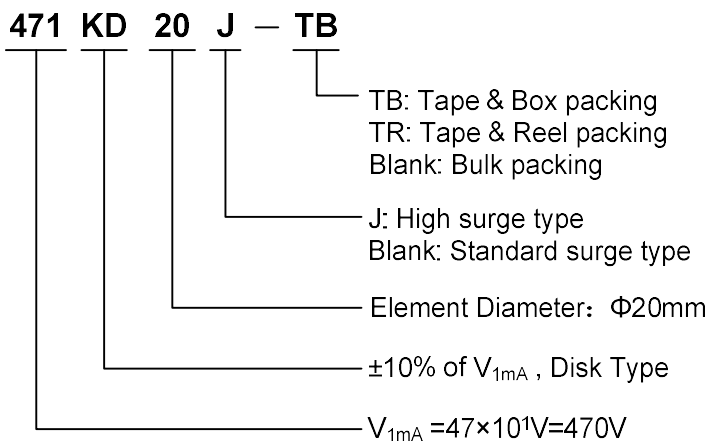 471 KD 20 J – TB
TB: Tape & Box packing
TR: Tape & Reel packing
Blank: Bulk packing
J: High surge type
Blank: Standard surge type
Element Diameter: Φ20mm
±10% of V1mA , Disk Type
V1mA =47×10¹V=470V